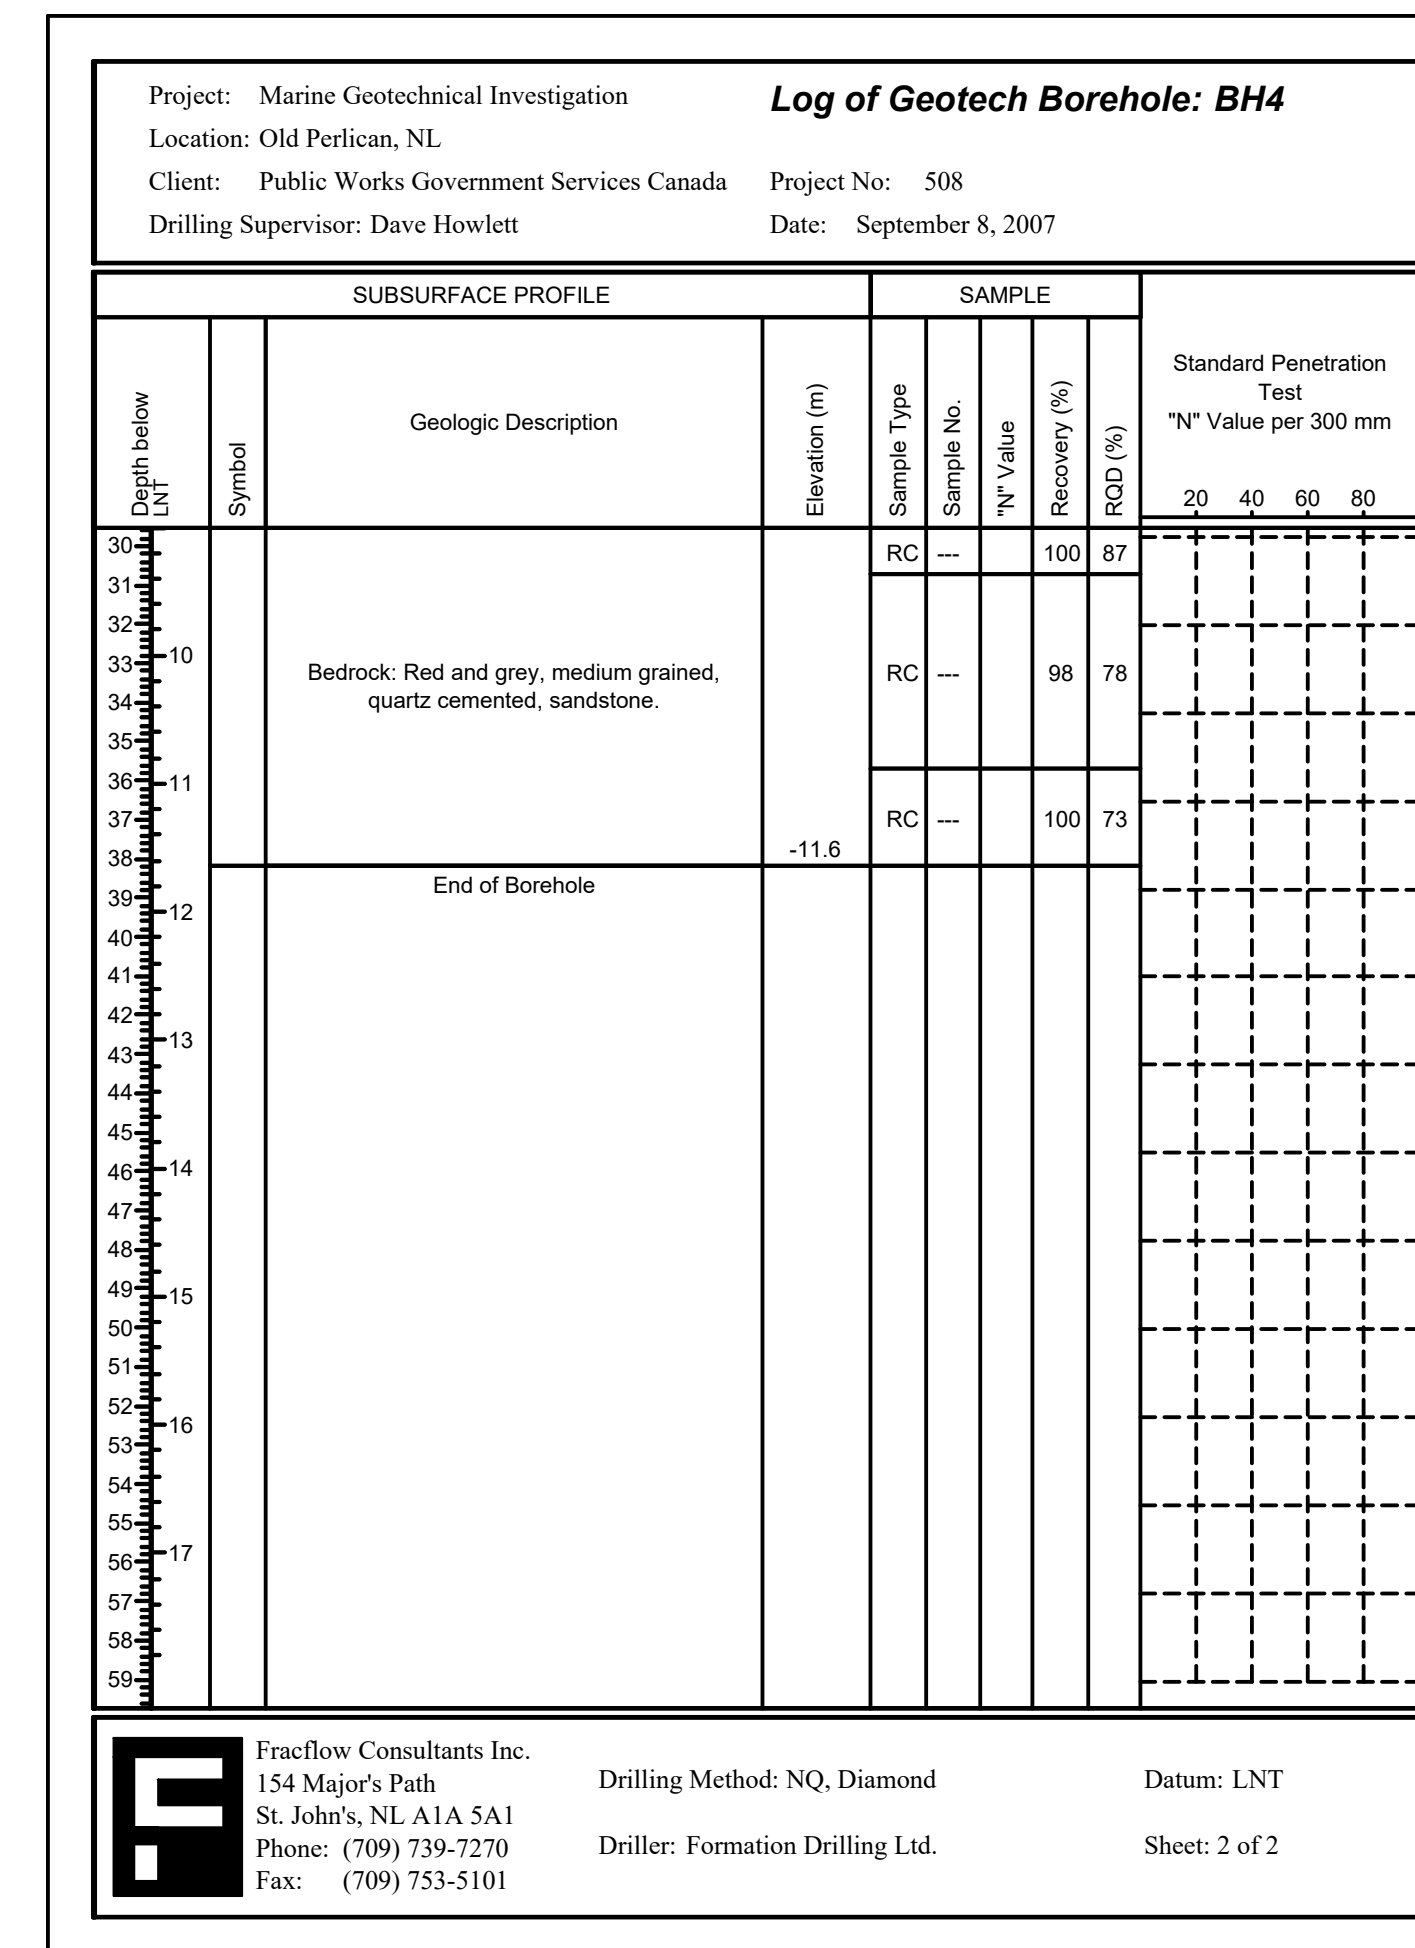 Project: Marine Geotechnical Investigation
Log of Geotech Borehole: BH4
Location: Old Perlican, NL
Client: Public Works Government Services Canada
Project No: 508
Drilling Supervisor: Dave Howlett
Date: September 8, 2007
SUBSURFACE PROFILE
SAMPLE
Depth below
LNT
Symbol
Geologic Description
Elevation (m)
Sample Type
Sample No.
"N" Value
Recovery (%)
RQD (%)
Standard Penetration
Test
"N" Value per 300 mm
20 40 60 80
30
RC --- 100 87
31
32
10
33
Bedrock: Red and grey, medium grained,
quartz cemented, sandstone.
RC --- 98 78
34
35
36
11
37
RC --- 100 73
-11.6
38
End of Borehole
39
12
40
41
42
13
43
44
45
14
46
47
48
49
15
50
51
52
16
53
54
55
17
56
57
58
59
Fracflow Consultants Inc.
154 Major's Path
St. John's, NL A1A 5A1
Phone: (709) 739-7270
Fax: (709) 753-5101
Drilling Method: NQ, Diamond
Driller: Formation Drilling Ltd.
Datum: LNT
Sheet: 2 of 2